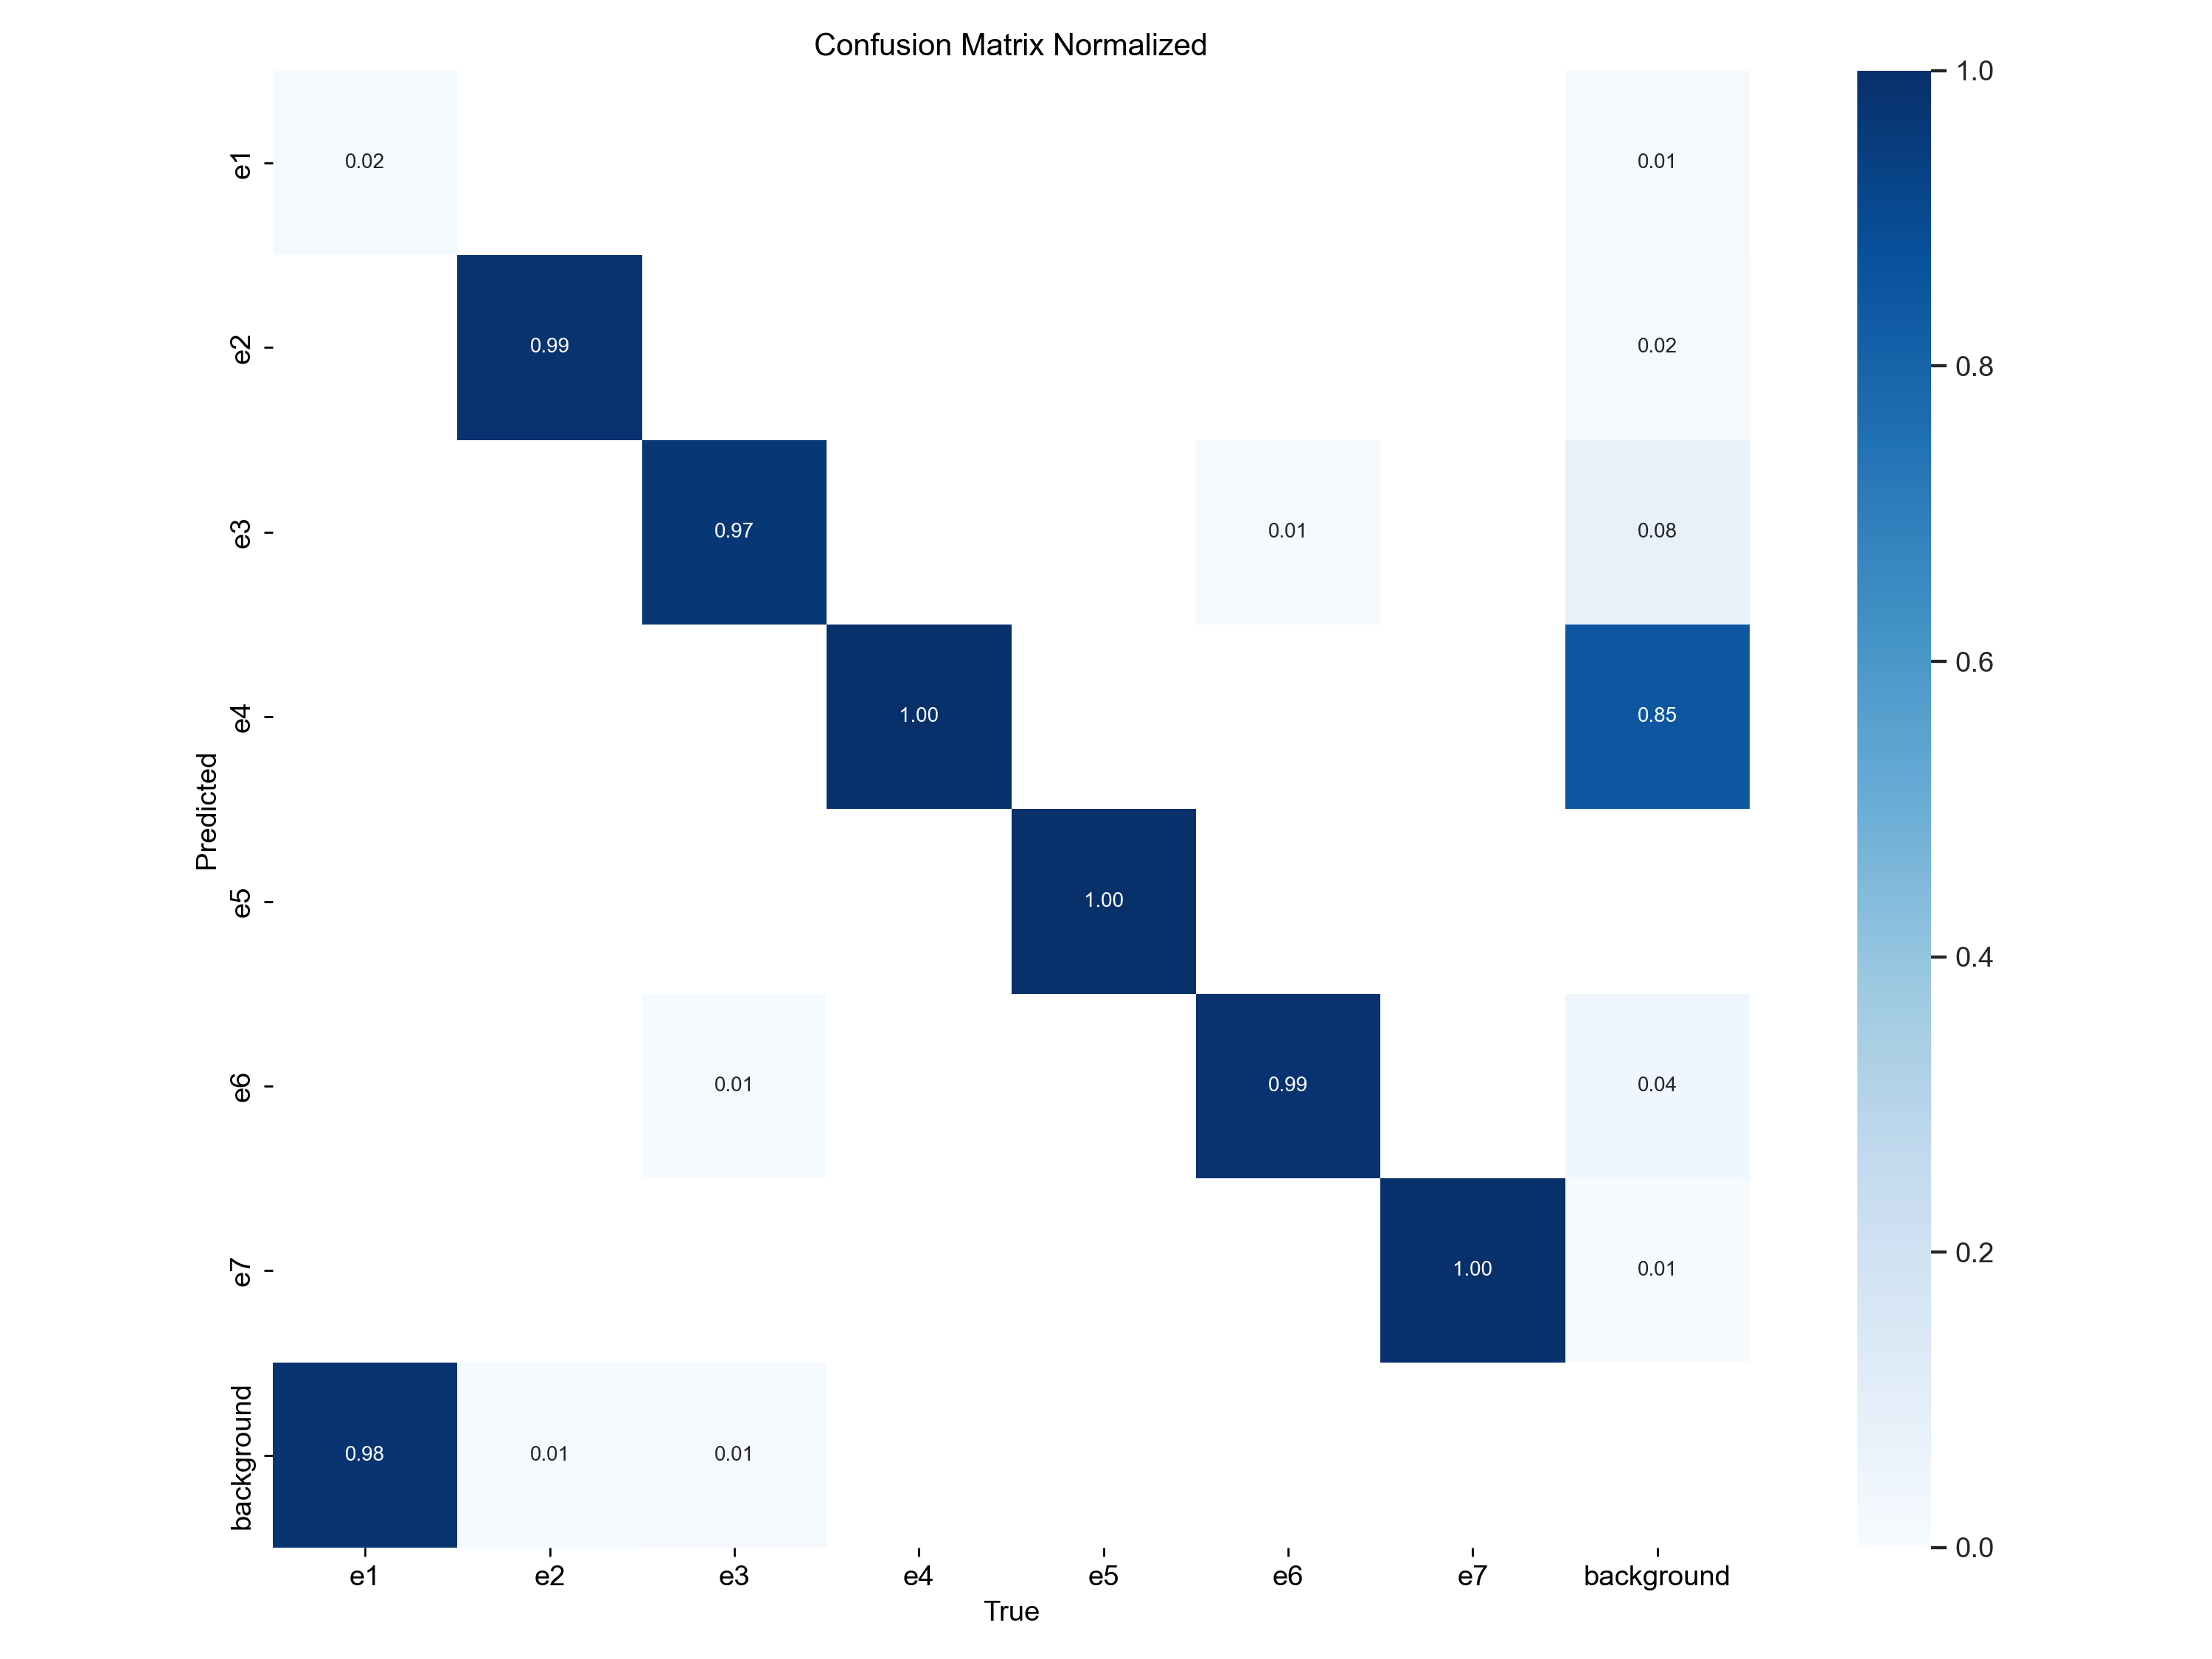 Confusion Matrix Normalized
1.0
e1 0.02 0.01
e2 0.99 0.02
0.8
e3 0.97 0.01 0.08
0.6
e4 1.00 0.85
Predicted
e5 1.00
0.4
e6 0.01 0.99 0.04
0.2
e7 1.00 0.01
background 0.98 0.01 0.01
0.0
e1 e2 e3 e4 e5 e6 e7 background
True